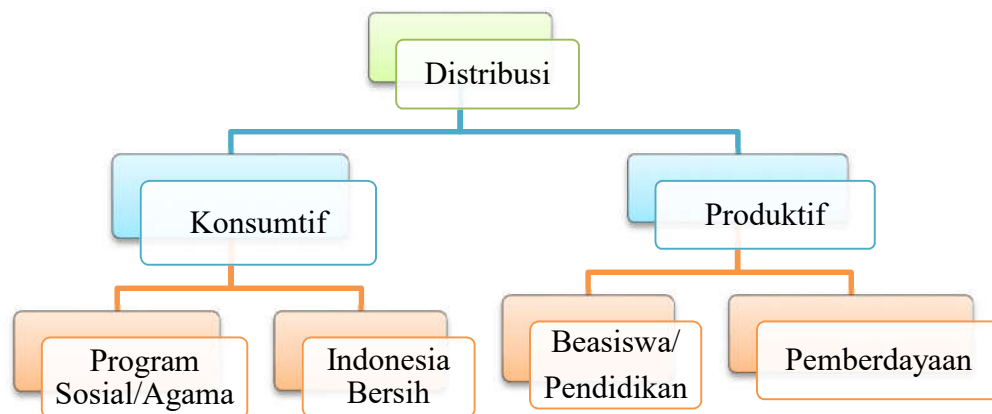 Distribusi
Konsumtif
Produktif
Program
Sosial/Agama
Indonesia
Bersih
Beasiswa/
Pendidikan
Pemberdayaan